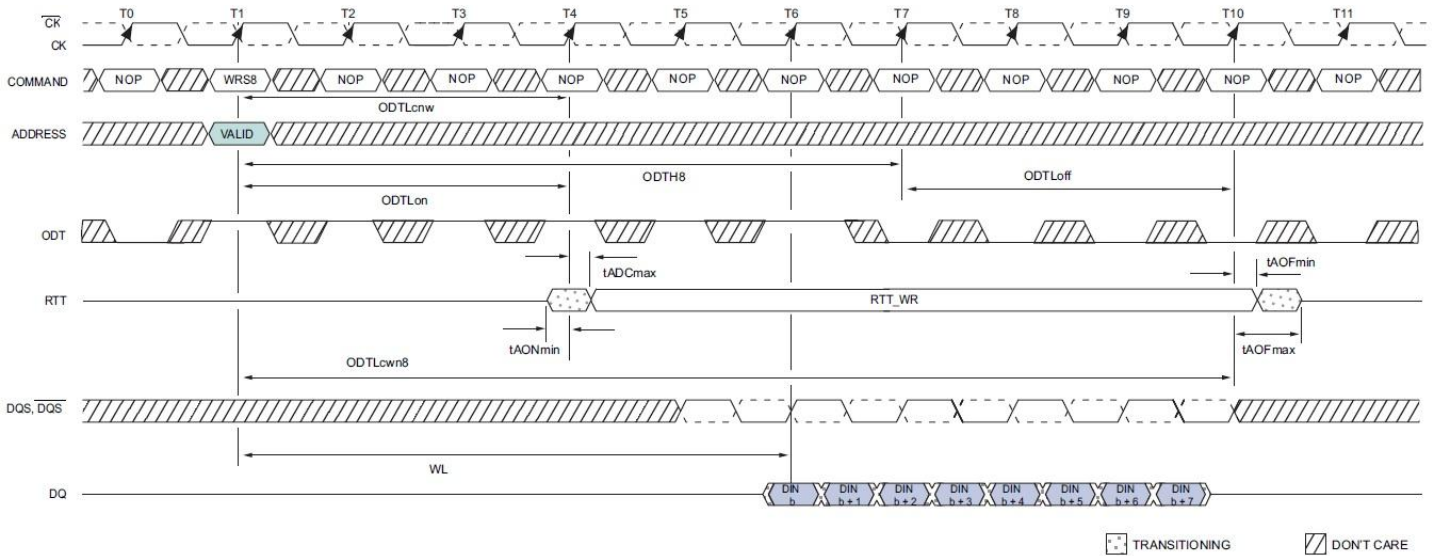 T0 T1 T2 T3 T4 T5 T6 T7 T8 T9 T10 T11
CK
CK
COMMAND NOP WRS8 NOP NOP NOP NOP NOP NOP NOP NOP NOP NOP
ODTLcnw
ADDRESS VALID
ODTH8
ODTLoff
ODTLon
ODT
tADCmax
tAOFmin
RTT RTT_WR
tAONmin
tAOFmax
ODTLcwn8
DQS, DQS
WL
DQ DIN b DIN b + 1 DIN b + 2 DIN b + 3 DIN b + 4 DIN b + 5 DIN b + 6 DIN b + 7
TRANSITIONING DON'T CARE